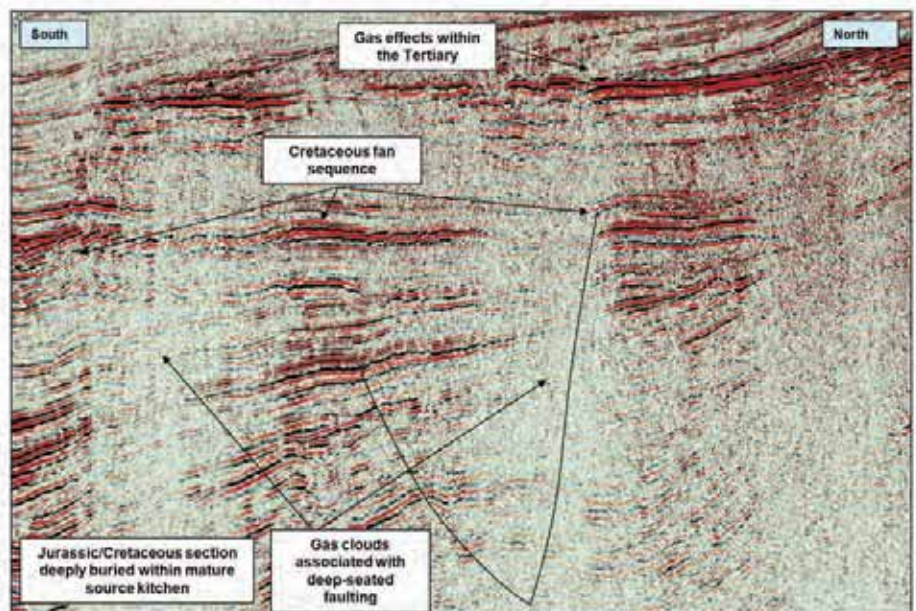 South
Gas effects within
the Tertiary
North
Cretaceous fan
sequence
Jurassic/Cretaceous section
deeply buried within mature
source kitchen
Gas clouds
associated with
deep-seated
faulting